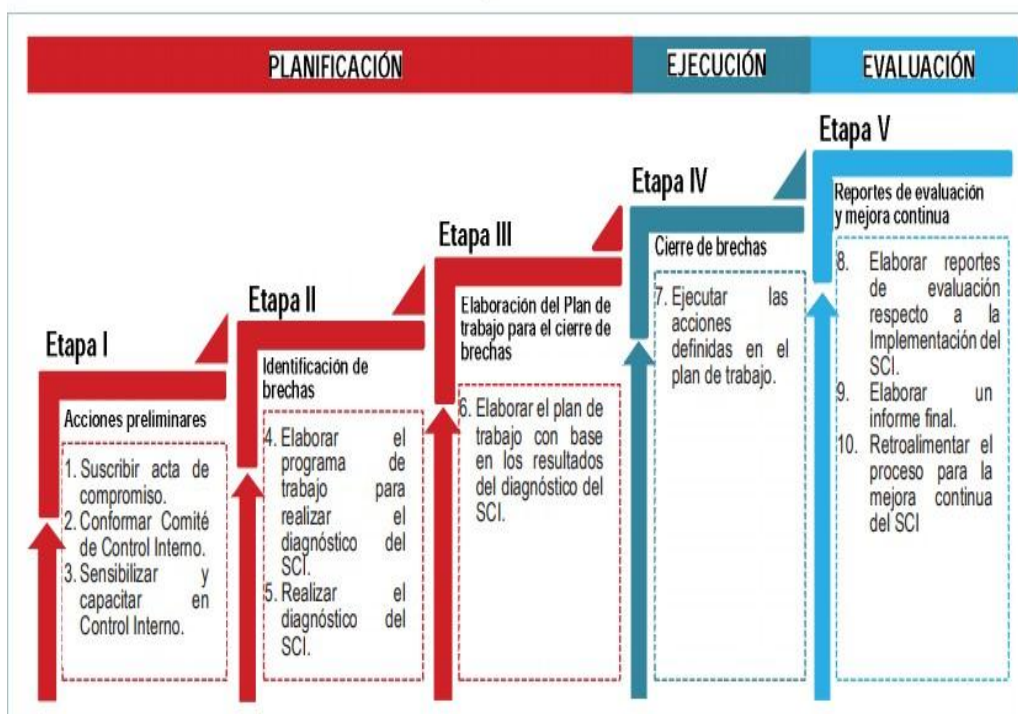 PLANIFICACIÓN
EJECUCIÓN
EVALUACIÓN
Etapa I
Acciones preliminares
1. Suscribir acta de
compromiso.
2. Conformar Comité
de Control Interno.
3. Sensibilizar y
capacitar en
Control Interno.
Etapa II
Identificación de
brechas
4. Elaborar el
programa de
trabajo para
realizar el
diagnóstico del
SCI.
5. Realizar el
diagnóstico del
SCI.
Etapa III
Elaboración del Plan de
trabajo para el cierre de
brechas
6. Elaborar el plan de
trabajo con base
en los resultados
del diagnóstico del
SCI.
Etapa IV
Cierre de brechas
7. Ejecutar las
acciones
definidas en el
plan de trabajo.
Etapa V
Reportes de evaluación
y mejora continua
8. Elaborar reportes
de evaluación
respecto a la
Implementación del
SCI.
9. Elaborar un
informe final.
10. Retroalimentar el
proceso para la
mejora continua
del SCI